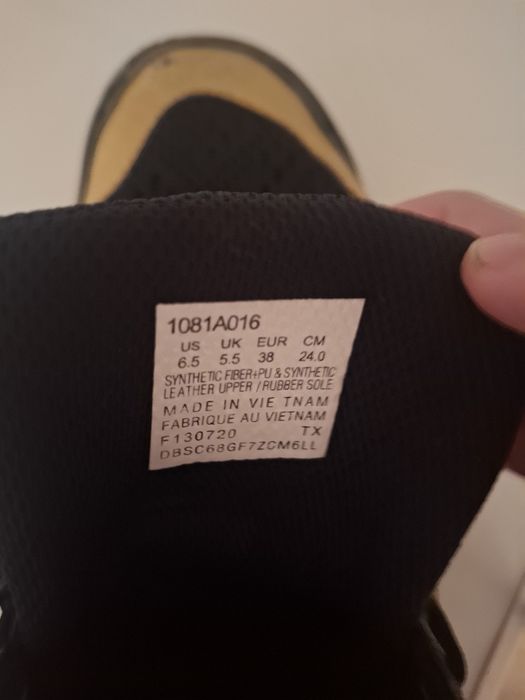 1081A016
US UK EUR CM
6.5 5.5 38 24.0
SYNTHETIC FIBER+PU & SYNTHETIC
LEATHER UPPER / RUBBER SOLE
MADE IN VIE TNAM
FABRIQUE AU VIETNAM
F130720 TX
DBSC68GF7ZCM6LL